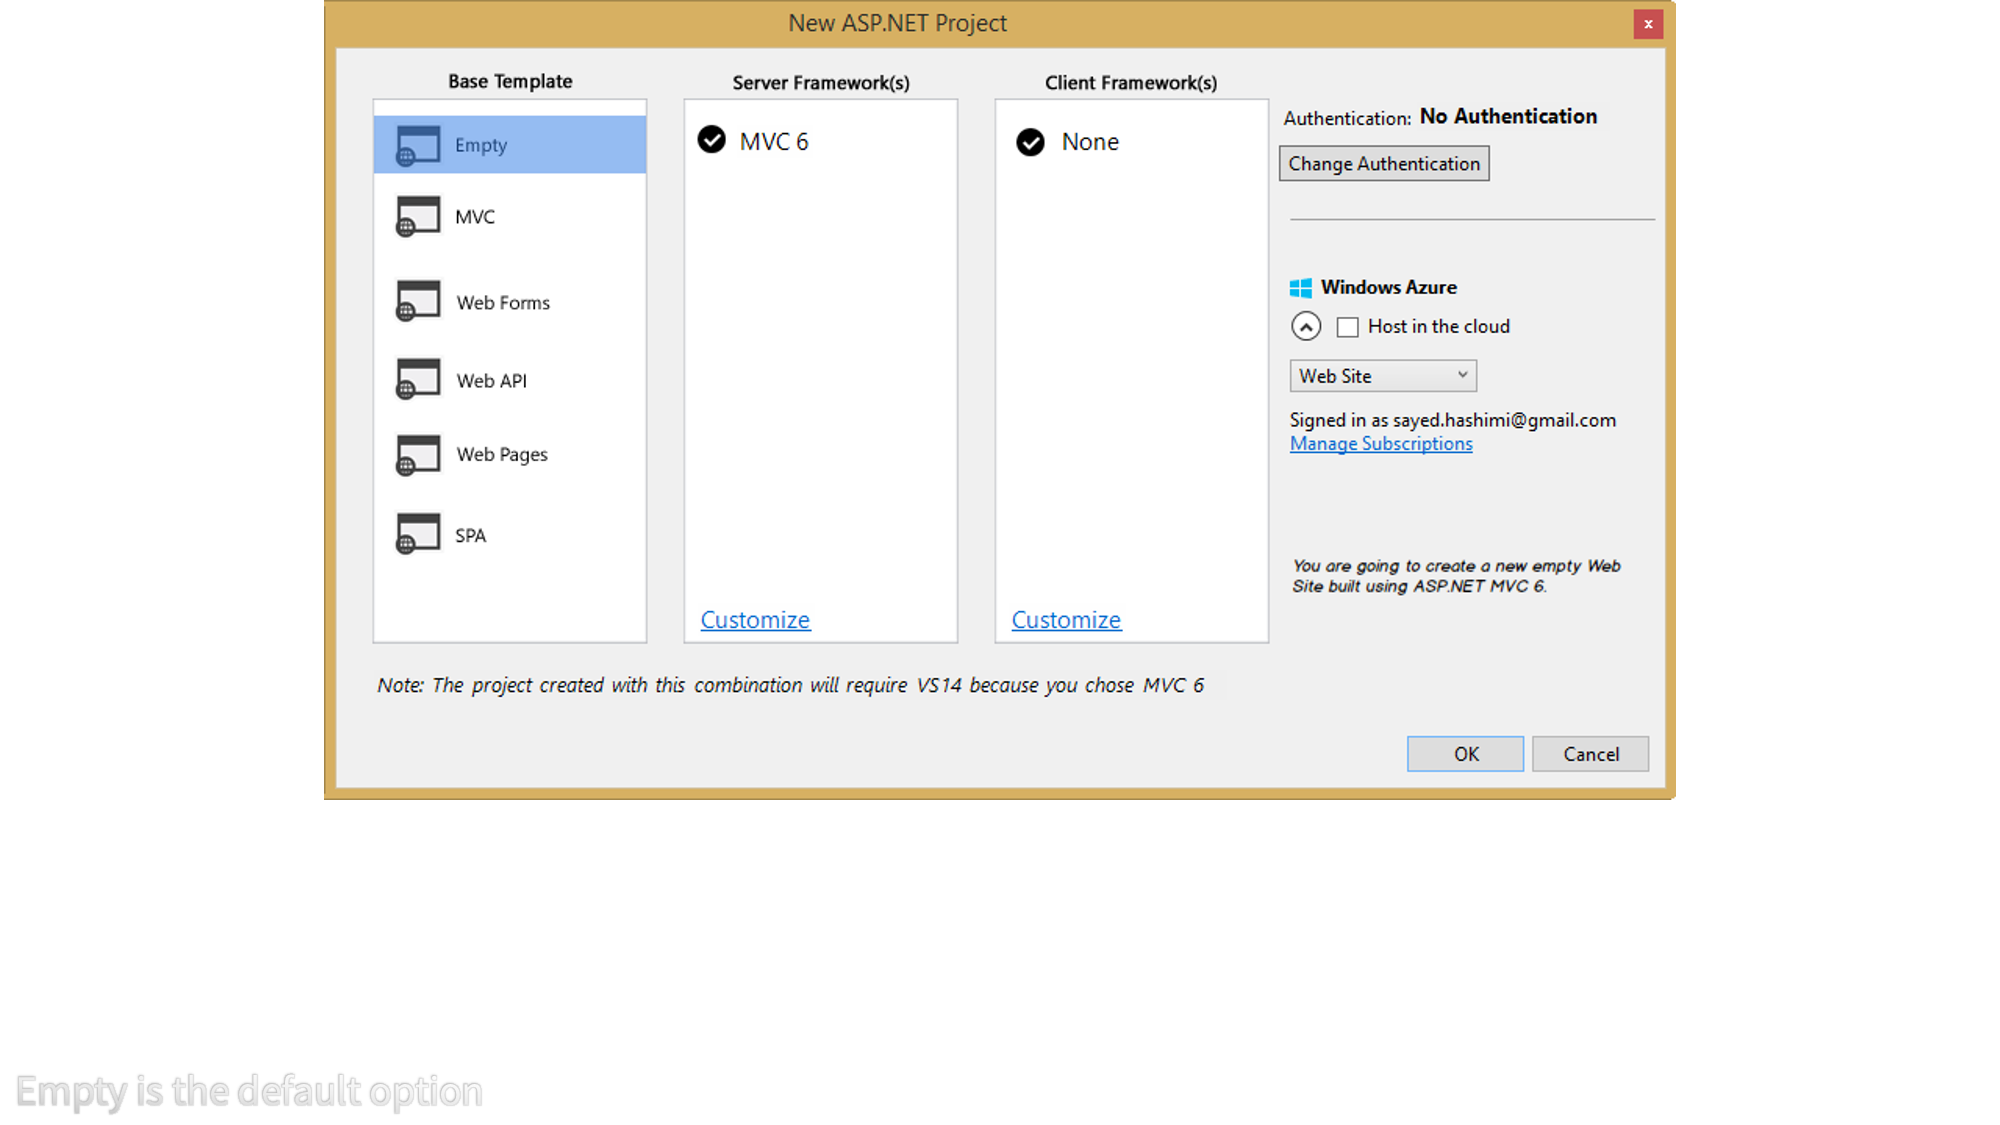 New ASP.NET Project
x
Base Template
Empty
MVC
Web Forms
Web API
Web Pages
SPA
Server Framework(s)
MVC 6
Customize
Client Framework(s)
None
Customize
Authentication: No Authentication
Change Authentication
Windows Azure
Host in the cloud
Web Site
Signed in as sayed.hashimi@gmail.com
Manage Subscriptions
You are going to create a new empty Web
Site built using ASP.NET MVC 6.
Note: The project created with this combination will require VS14 because you chose MVC 6
OK
Cancel
Empty is the default option